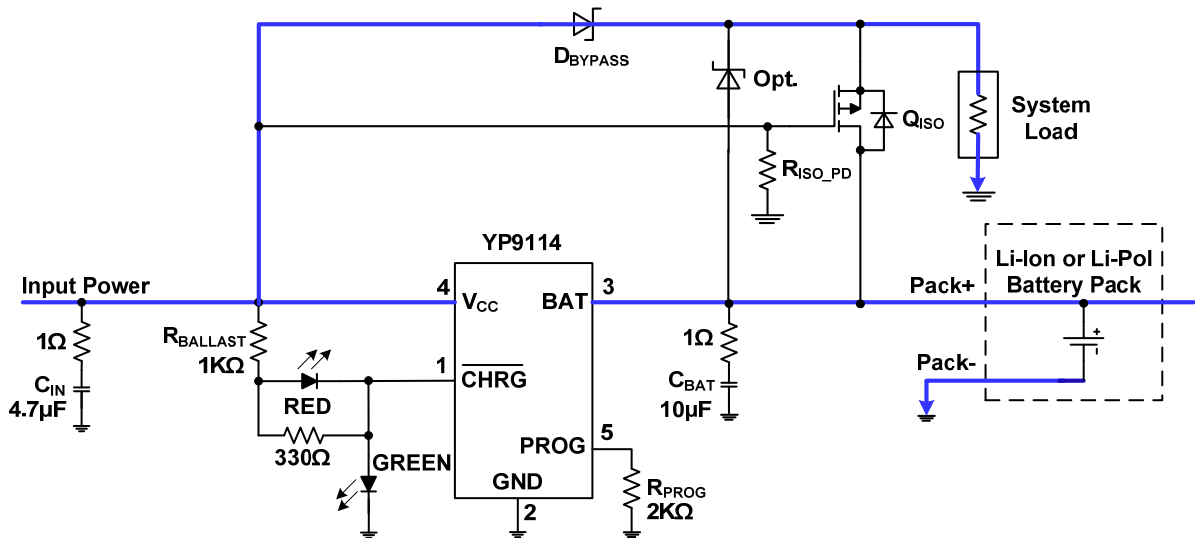 DBYPASS
Opt.
QISO
System
Load
RISO_PD
YP9114
Input Power
4
VCC
BAT
3
Pack+
Li-Ion or Li-Pol
Battery Pack
1Ω
CIN
4.7µF
RBALLAST
1KΩ
1
CHRG
RED
330Ω
GREEN
1Ω
CBAT
10µF
Pack-
+
-
PROG
5
GND
2
RPROG
2KΩ